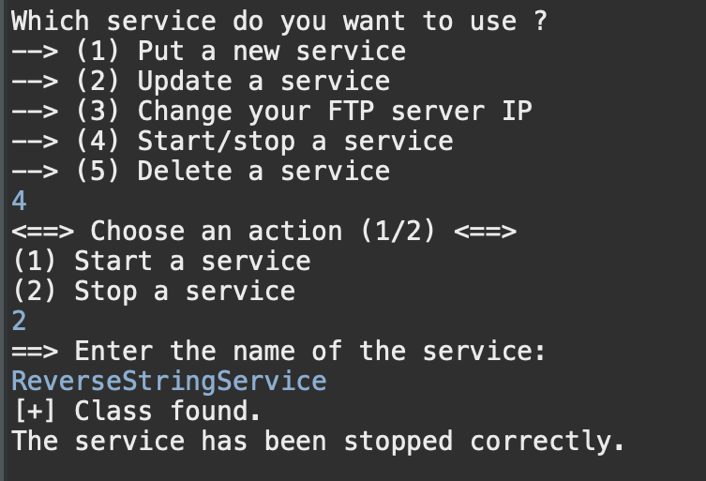 Which service do you want to use ?
--> (1) Put a new service
--> (2) Update a service
--> (3) Change your FTP server IP
--> (4) Start/stop a service
--> (5) Delete a service
4
<==> Choose an action (1/2) <==>
(1) Start a service
(2) Stop a service
2
==> Enter the name of the service:
ReverseStringService
[+] Class found.
The service has been stopped correctly.